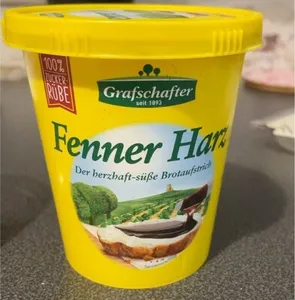 Grafschafter
seit 1893
100%
ZUCKER-
RÜBE
Fenner Harz
Der herzhaft-süße Brotaufstrich